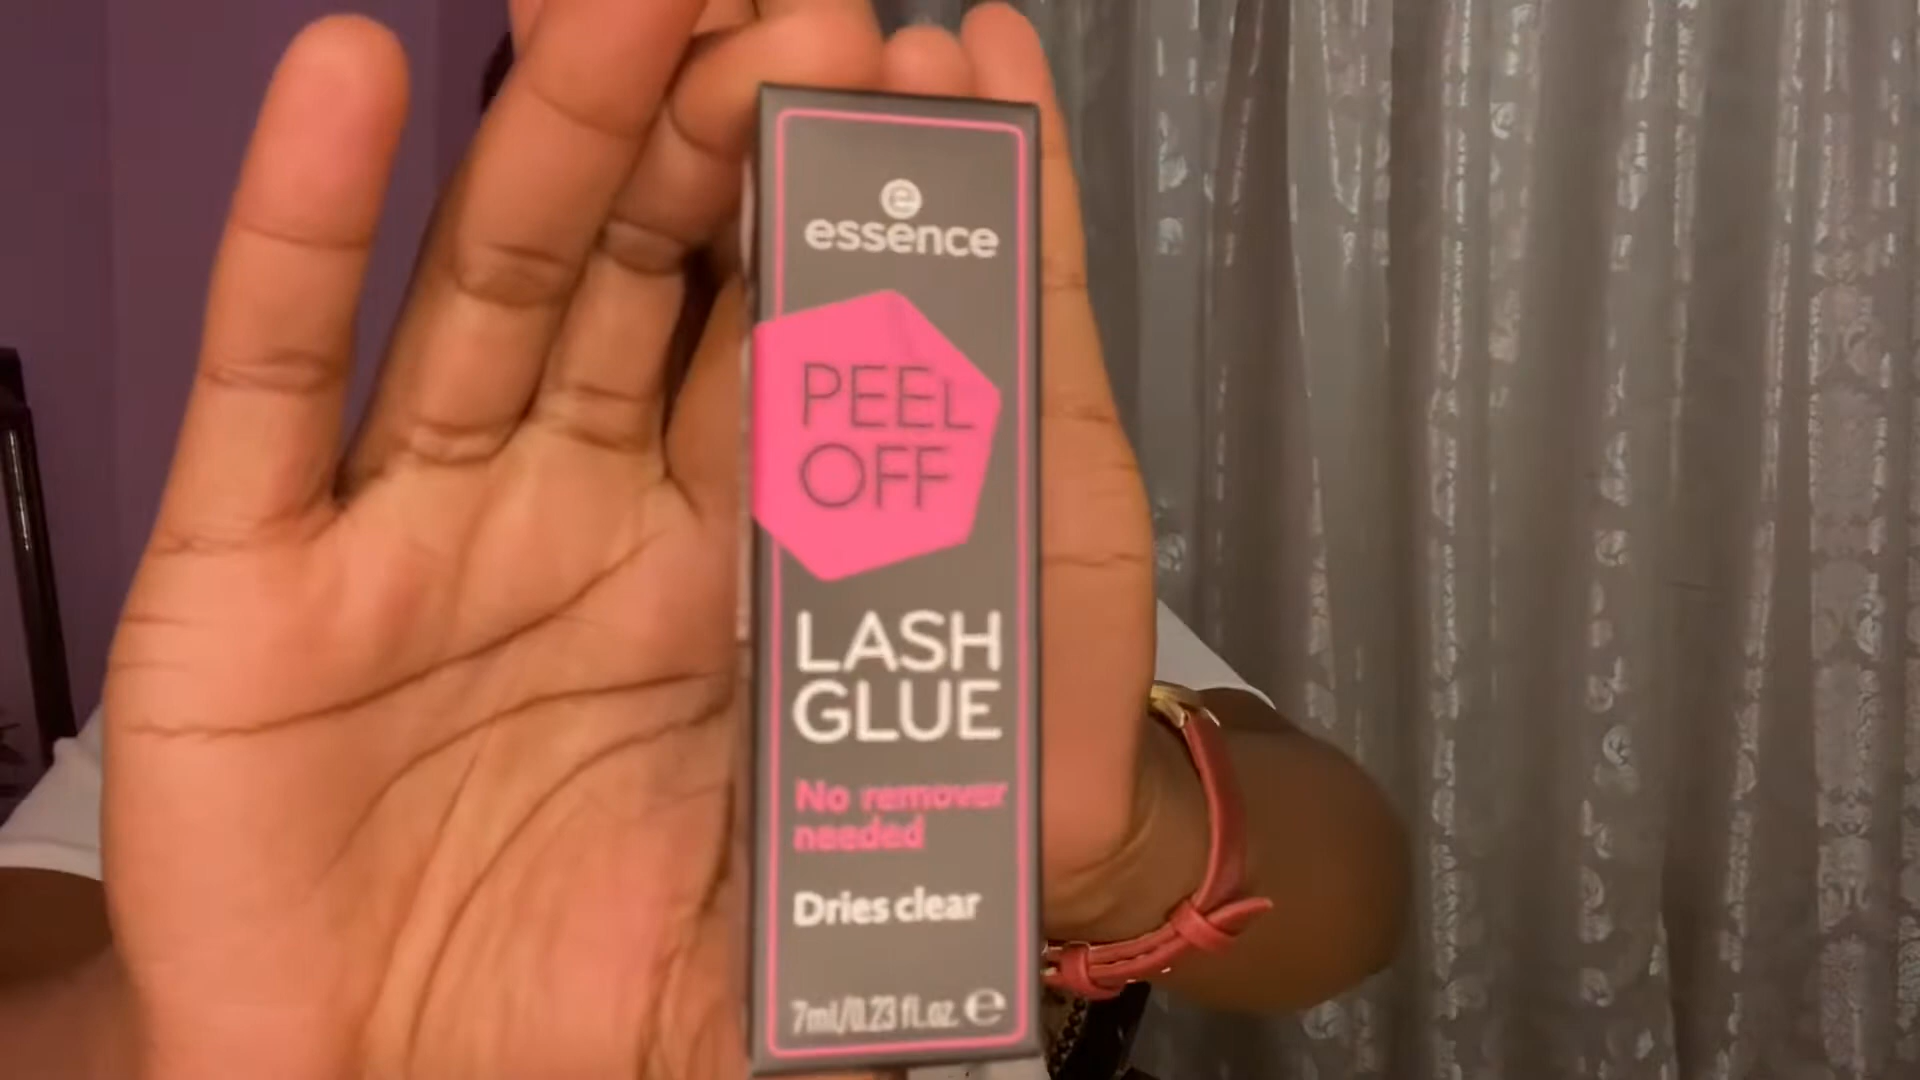 e
essence
PEEL
OFF
LASH
GLUE
No remover
needed
Dries clear
7ml/0.23 fl.oz. ℮